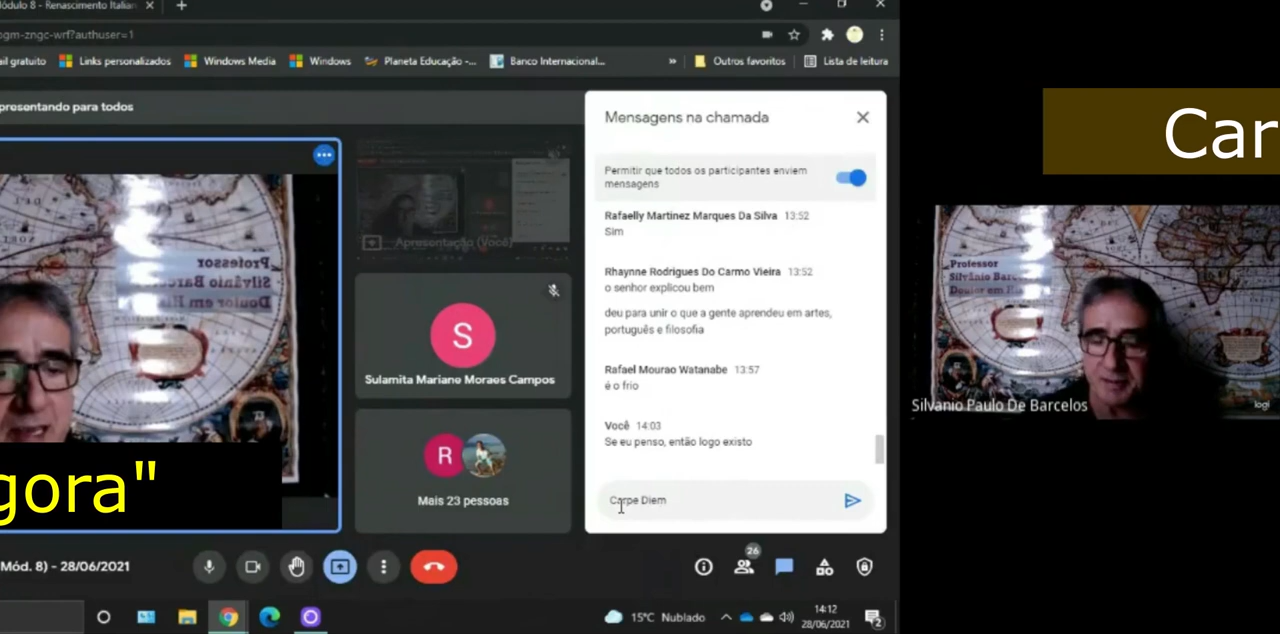 ódulo 8 - Renascimento Italian
ogm-zngc-wrf?authuser=1
ail gratuito
Links personalizados
Windows Media
Windows
Planeta Educação -...
Banco Internacional...
»
Outros favoritos
Lista de leitura
presentando para todos
Mensagens na chamada
Permitir que todos os participantes enviem
mensagens
Rafaelly Martinez Marques Da Silva 13:52
Sim
Rhaynne Rodrigues Do Carmo Vieira 13:52
o senhor explicou bem
deu para unir o que a gente aprendeu em artes,
português e filosofia
Rafael Mourao Watanabe 13:57
é o frio
Você 14:03
Se eu penso, então logo existo
Carpe Diem
Apresentação (Você)
S
Sulamita Mariane Moraes Campos
R
Mais 23 pessoas
Professor
Silvânio Barc
Doutor em His
gora"
Mód. 8) - 28/06/2021
26
15°C Nublado
14:12
28/06/2021
2
Car
Professor
Silvânio Barc
Doutor em Hi
Silvanio Paulo De Barcelos
logi